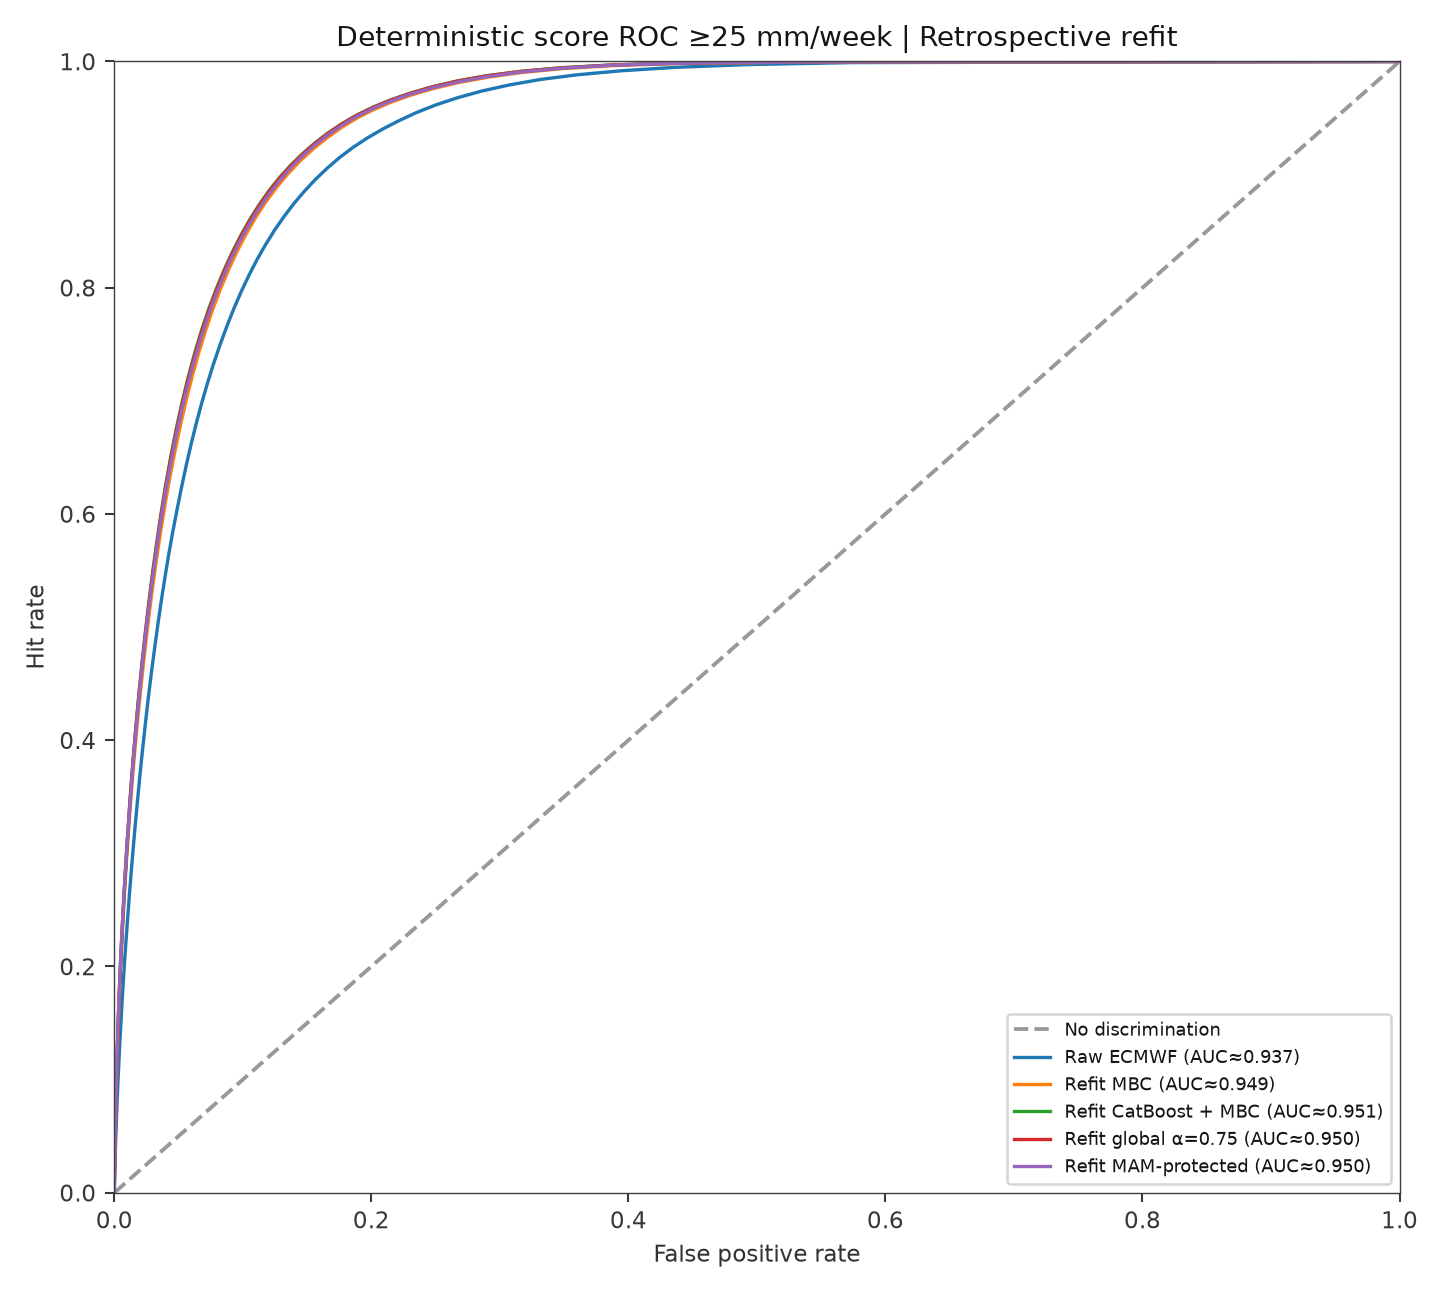 Deterministic score ROC ≥25 mm/week | Retrospective refit
1.0
0.8
0.6
0.4
0.2
0.0
Hit rate
0.0 0.2 0.4 0.6 0.8 1.0
False positive rate
No discrimination
Raw ECMWF (AUC≈0.937)
Refit MBC (AUC≈0.949)
Refit CatBoost + MBC (AUC≈0.951)
Refit global α=0.75 (AUC≈0.950)
Refit MAM-protected (AUC≈0.950)